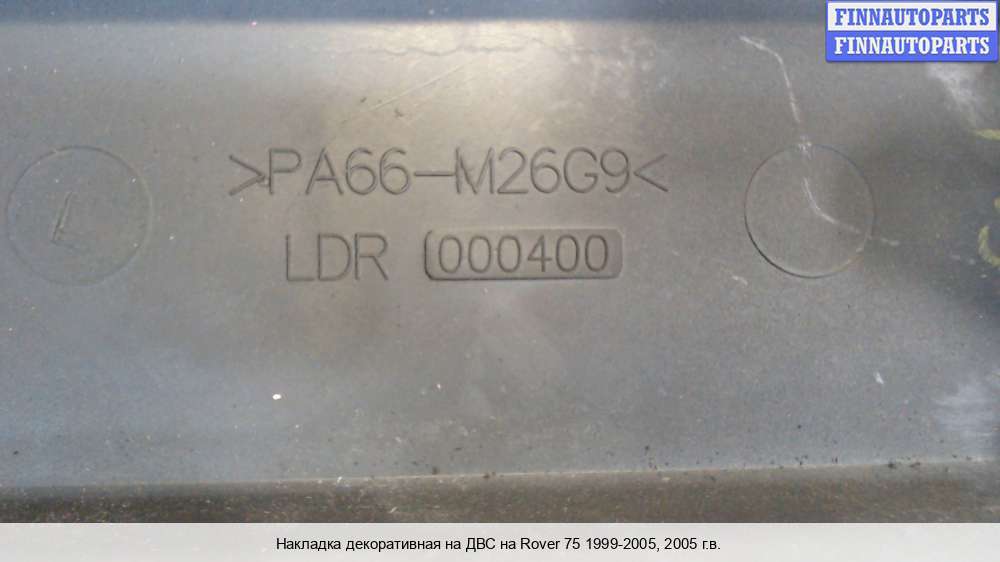 FINNAUTOPARTS
FINNAUTOPARTS
>PA66-M26G9<
LDR 000400
Накладка декоративная на ДВС на Rover 75 1999-2005, 2005 г.в.